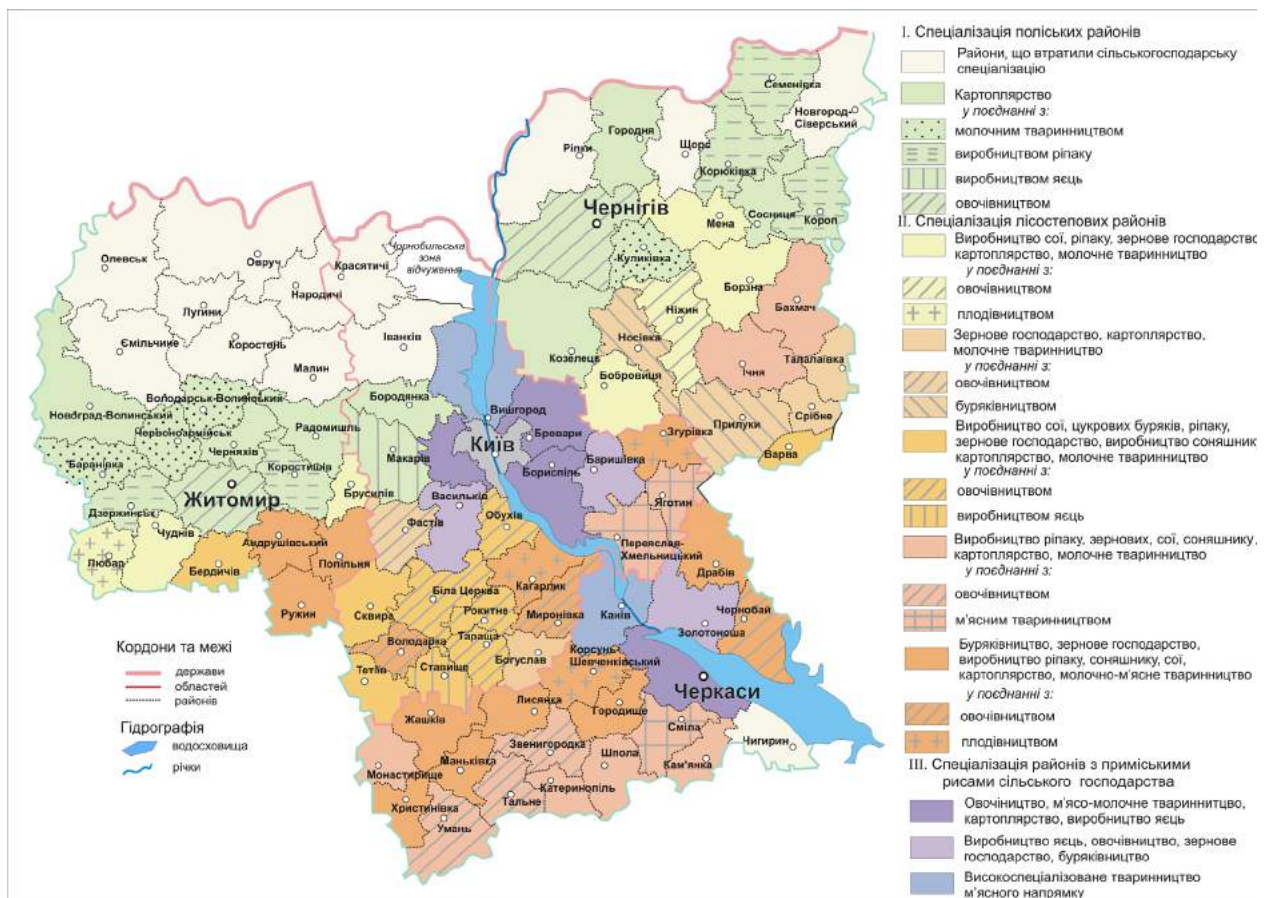 I. Спеціалізація поліських районів
Райони, що втратили сільськогосподарську
спеціалізацію
Картоплярство
у поєднанні з:
молочним тваринництвом
виробництвом ріпаку
виробництвом яєць
овочівництвом
II. Спеціалізація лісостепових районів
Виробництво сої, ріпаку, зернове господарство
картоплярство, молочне тваринництво
у поєднанні з:
овочівництвом
плодівництвом
Зернове господарство, картоплярство,
молочне тваринництво
у поєднанні з:
овочівництвом
буряківництвом
Виробництво сої, цукрових буряків, ріпаку,
зернове господарство, виробництво соняшник
картоплярство, молочне тваринництво
у поєднанні з:
овочівництвом
виробництвом яєць
Виробництво ріпаку, зернових, сої, соняшнику,
картоплярство, молочне тваринництво
у поєднанні з:
овочівництвом
м'ясним тваринництвом
Буряківництво, зернове господарство,
виробництво ріпаку, соняшнику, сої,
картоплярство, молочно-м'ясне тваринництво
у поєднанні з:
овочівництвом
плодівництвом
III. Спеціалізація районів з приміськими
рисами сільського господарства
Овочіництво, м'ясо-молочне твариннитцво,
картоплярство, виробництво яєць
Виробництво яєць, овочівництво, зернове
господарство, буряківництво
Високоспеціалізоване тваринництво
м'ясного напрямку
Семенівка
Новгород-
Сіверський
Городня
Ріпки
Щорс
Корюківка
Чернігів
Мена
Сосниця
Короп
Куликівка
Борзна
Бахмач
Ніжин
Носівка
Козелець
Бобровиця
Ічня
Талалаївка
Срібне
Прилуки
Варва
Олевськ
Овруч
Народичі
Лугини
Ємільчине
Коростень
Малин
Красятичі
Чорнобильська
зона
відчуження
Іванків
Володарськ-Волинський
Новоград-Волинський
Червоноармійськ
Черняхів
Радомишль
Баранівка
Коростишів
Житомир
Дзержинськ
Брусилів
Чуднів
Любар
Бердичів
Андрушівський
Попільня
Ружин
Бородянка
Макарів
Вишгород
Київ
Бревари
Бориспіль
Баришівка
Згурівка
Васильків
Фастів
Обухів
Яготин
Переяслав-
Хмельницький
Біла Церква
Сквира
Рокитне
Кагарлик
Миронівка
Володарка
Тараща
Тетіїв
Ставище
Богуслав
Драбів
Чорнобай
Золотоноша
Канів
Корсунь-
Шевченківський
Черкаси
Жашків
Лисянка
Городище
Сміла
Чигирин
Звенигородка
Шпола
Кам'янка
Монастирище
Маньківка
Катеринопіль
Тальне
Христинівка
Умань
Кордони та межі
держави
областей
районів
Гідрографія
водосховища
річки